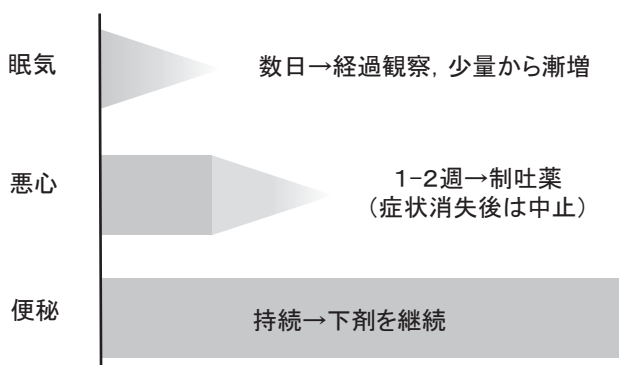 眠気
数日→経過観察，少量から漸増
悪心
1-2週→制吐薬
（症状消失後は中止）
便秘
持続→下剤を継続